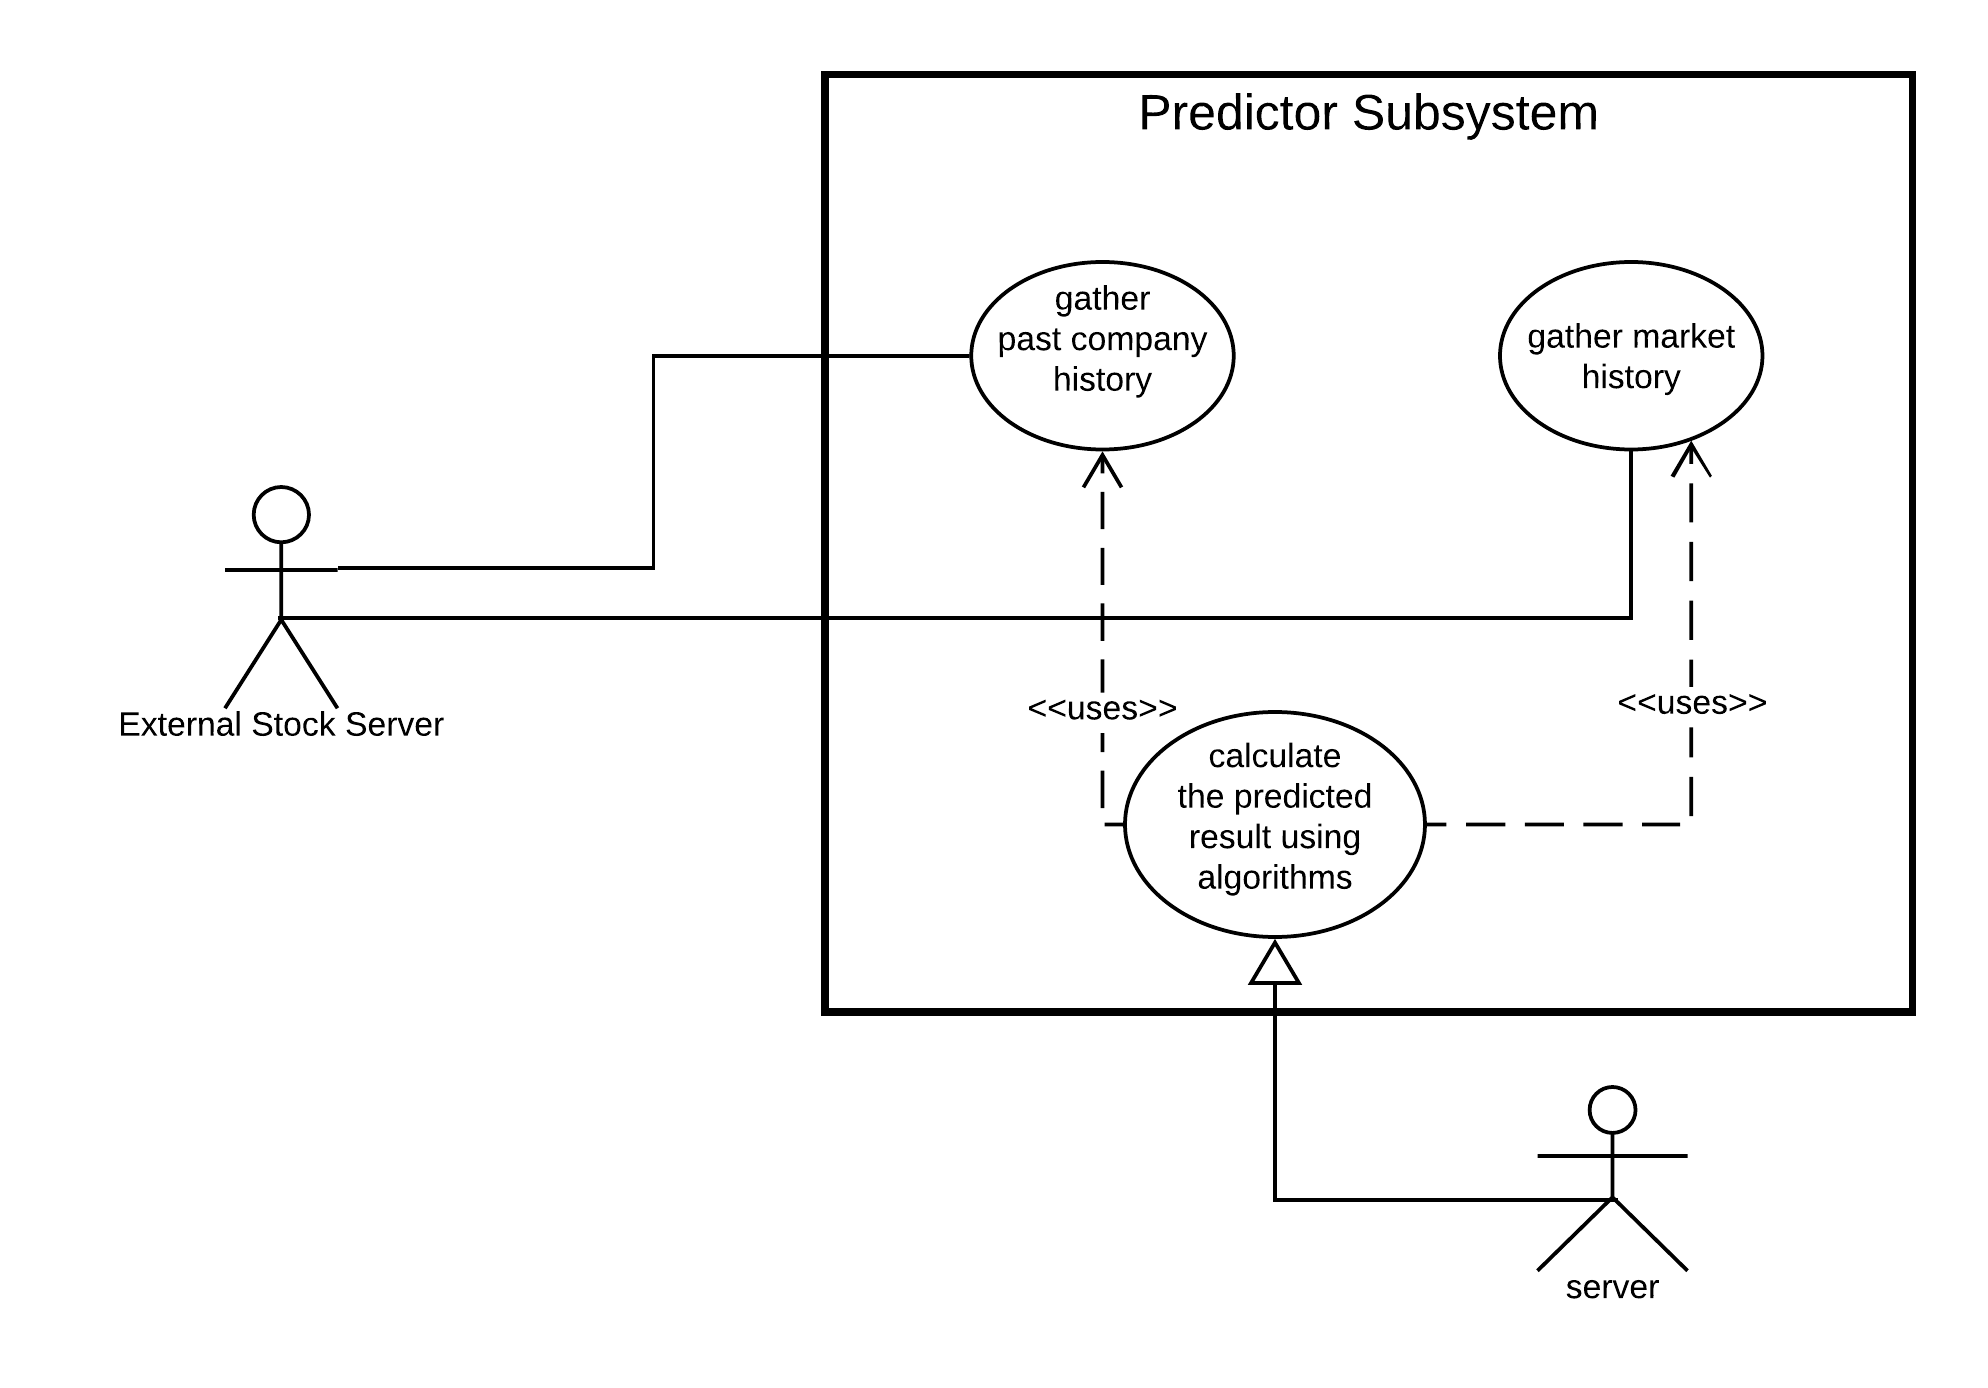 Predictor Subsystem
gather
past company
history
gather market
history
External Stock Server
<<uses>>
<<uses>>
calculate
the predicted
result using
algorithms
server